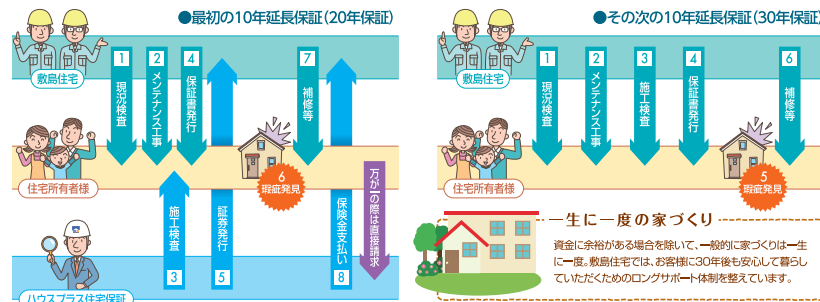 ●最初の10年延長保証(20年保証)
敷島住宅
1
現況検査
2
メンテナンス工事
4
保証書発行
7
補修等
住宅所有者様
6
瑕疵発見
施工検査
3
証券発行
5
保険金支払い
8
万が一の際は直接請求
ハウスプラス住宅保証
●その次の10年延長保証(30年保証)
敷島住宅
1
現況検査
2
メンテナンス工事
3
施工検査
4
保証書発行
6
補修等
住宅所有者様
5
瑕疵発見
一生に一度の家づくり
資金に余裕がある場合を除いて、一般的に家づくりは一生
に一度。敷島住宅では、お客様に30年後も安心して暮らし
ていただくためのロングサポート体制を整えています。